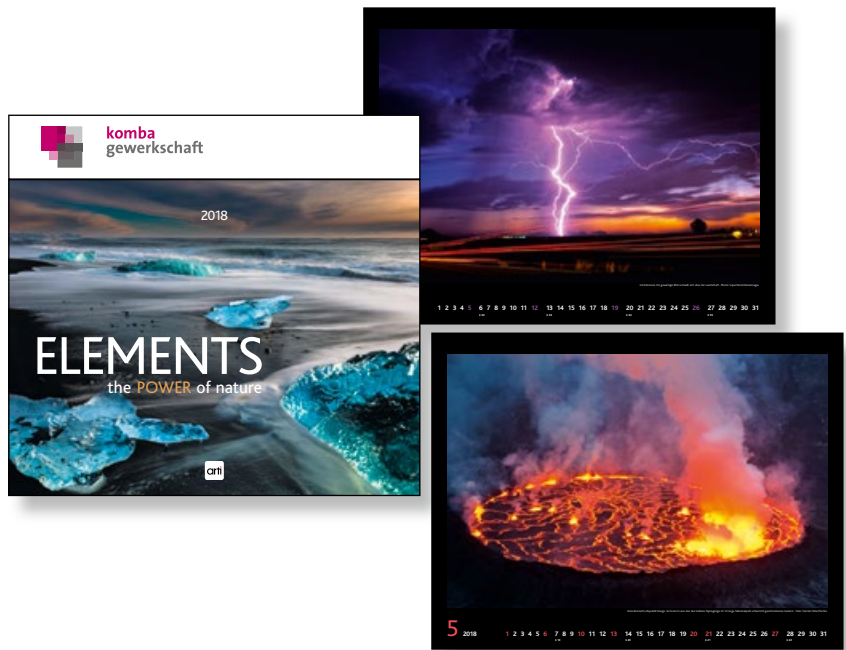 komba
gewerkschaft
2018
ELEMENTS
the POWER of nature
arti
1 2 3 4 5 6 7 8 9 10 11 12 13 14 15 16 17 18 19 20 21 22 23 24 25 26 27 28 29 30 31
5 2018 1 2 3 4 5 6 7 8 9 10 11 12 13 14 15 16 17 18 19 20 21 22 23 24 25 26 27 28 29 30 31